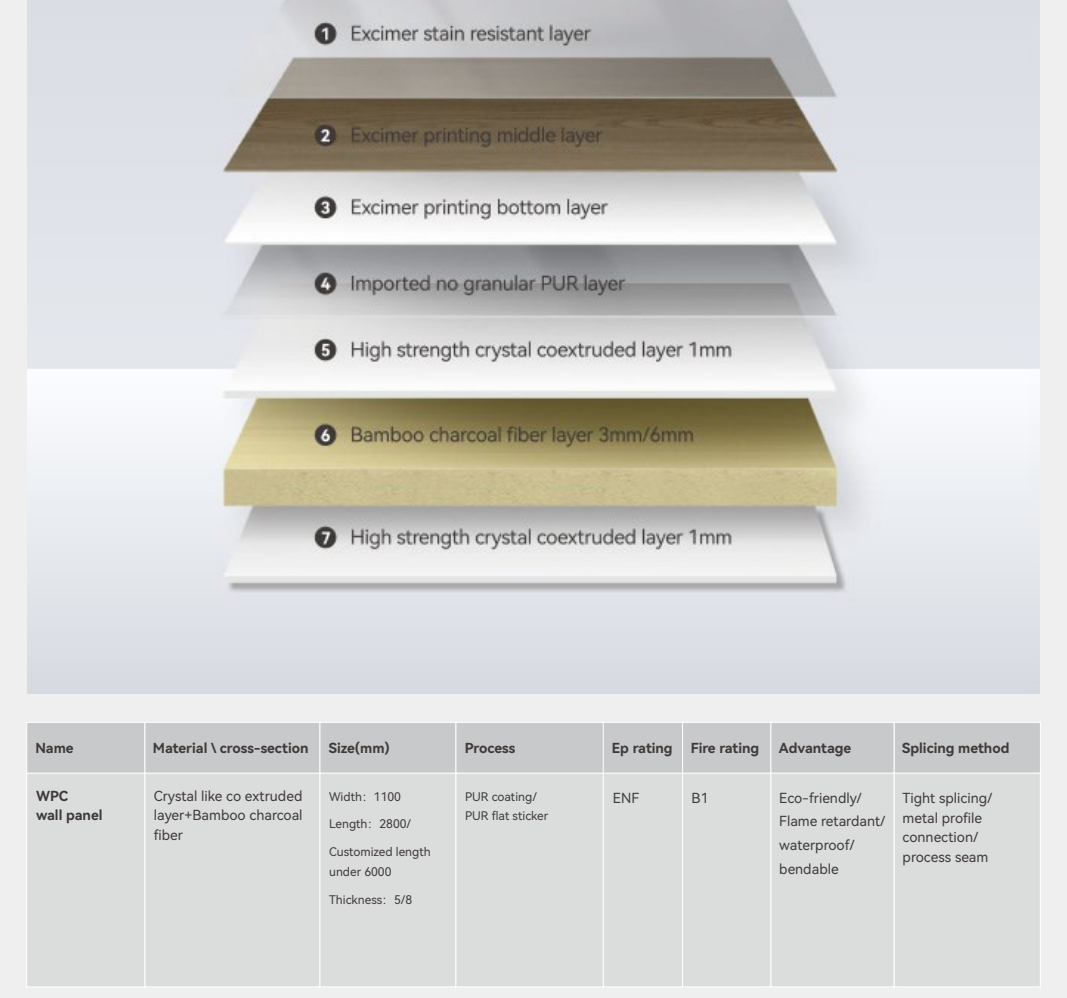 1 Excimer stain resistant layer
2 Excimer printing middle layer
3 Excimer printing bottom layer
4 Imported no granular PUR layer
5 High strength crystal coextruded layer 1mm
6 Bamboo charcoal fiber layer 3mm/6mm
7 High strength crystal coextruded layer 1mm
Name
Material \ cross-section
Size(mm)
Process
Ep rating
Fire rating
Advantage
Splicing method
WPC
wall panel
Crystal like co extruded
layer+Bamboo charcoal
fiber
Width: 1100
Length: 2800/
Customized length
under 6000
Thickness: 5/8
PUR coating/
PUR flat sticker
ENF
B1
Eco-friendly/
Flame retardant/
waterproof/
bendable
Tight splicing/
metal profile
connection/
process seam